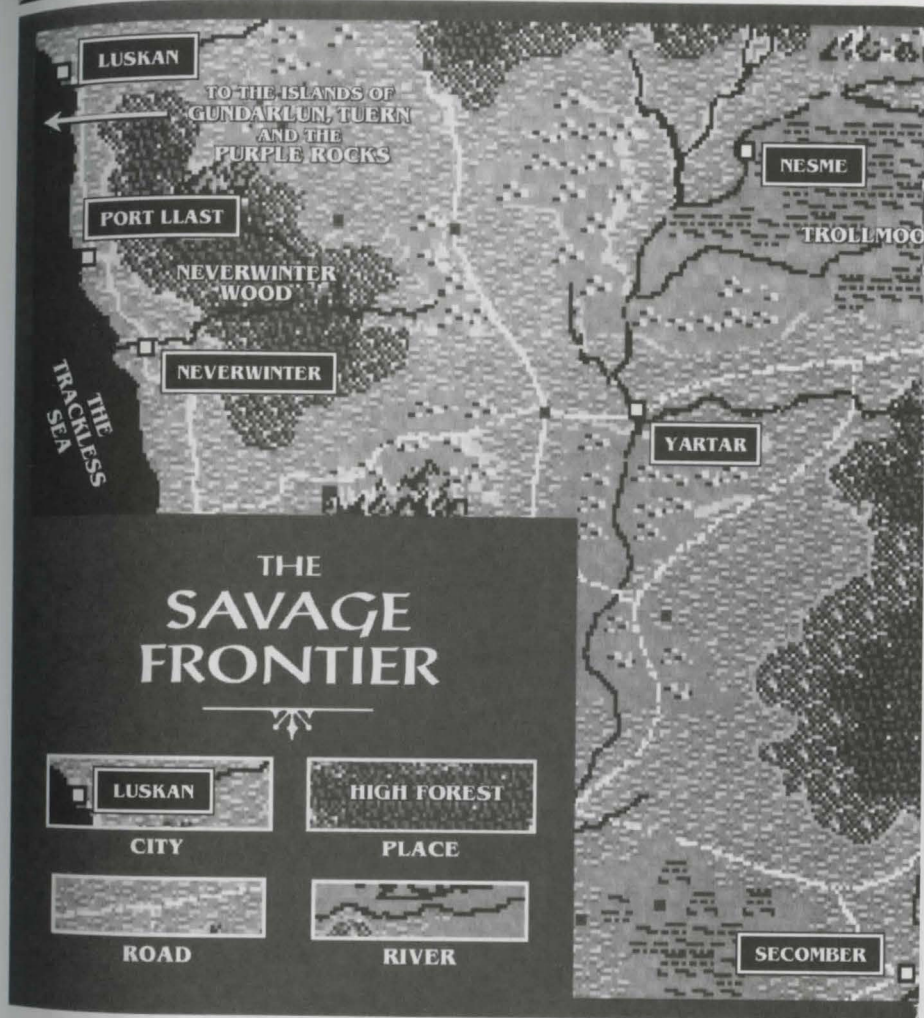 LUSKAN
TO THE ISLANDS OF
GUNDARLUN, TUERN
AND THE
PURPLE ROCKS
NESME
PORT LLAST
TROLLMOO
NEVERWINTER
WOOD
NEVERWINTER
THE
TRACKLESS
SEA
YARTAR
THE
SAVAGE
FRONTIER
LUSKAN
HIGH FOREST
CITY
PLACE
ROAD
RIVER
SECOMBER